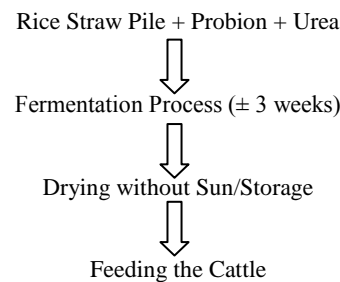 Rice Straw Pile + Probion + Urea
Fermentation Process (± 3 weeks)
Drying without Sun/Storage
Feeding the Cattle